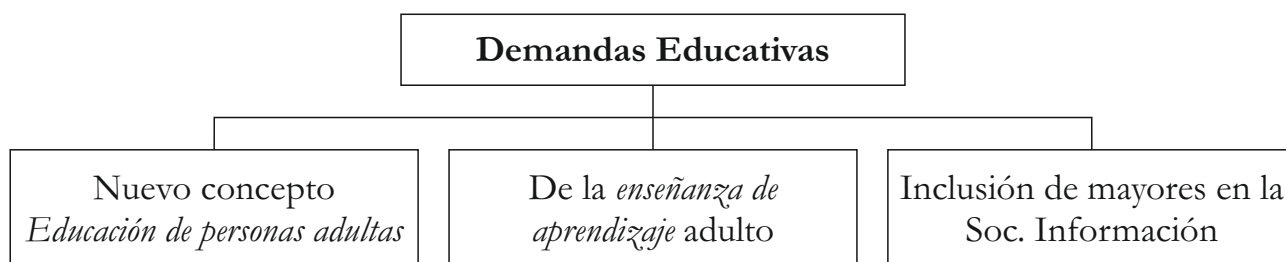 Demandas Educativas
Nuevo concepto
Educación de personas adultas
De la enseñanza de
aprendizaje adulto
Inclusión de mayores en la
Soc. Información